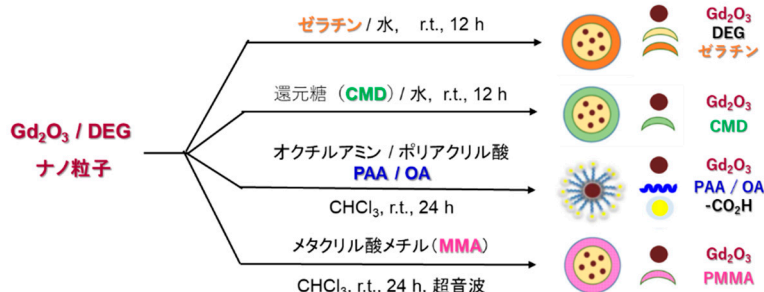 Gd2O3 / DEG
ナノ粒子
ゼラチン / 水, r.t., 12 h
Gd2O3
DEG
ゼラチン
還元糖（CMD）/ 水, r.t., 12 h
Gd2O3
CMD
オクチルアミン / ポリアクリル酸
PAA / OA
CHCl3, r.t., 24 h
Gd2O3
PAA / OA
-CO2H
メタクリル酸メチル（MMA）
CHCl3, r.t., 24 h, 超音波
Gd2O3
PMMA